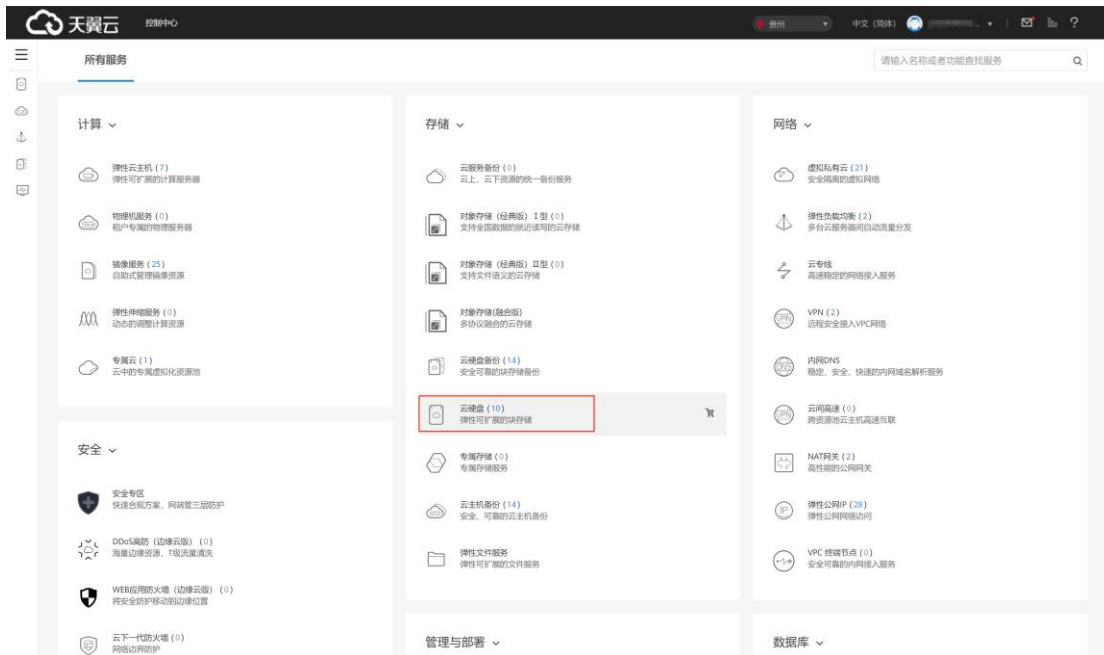 天翼云 控制中心 贵州 中文 (简体)
所有服务 请输入名称或者功能查找服务
计算
弹性云主机 (7)
弹性可扩展的计算服务器
物理机服务 (0)
租户专属的物理服务器
镜像服务 (25)
自助式管理镜像资源
弹性伸缩服务 (0)
动态的调整计算资源
专属云 (1)
云中的专属虚拟化资源池
安全
安全专区
快速合规方案、网端管三层防护
DDoS高防（边缘云版）(0)
海量边缘资源、T级流量清洗
WEB应用防火墙（边缘云版）(0)
将安全防护移动到边缘位置
云下一代防火墙 (0)
网络边界防护
存储
云服务备份 (0)
云上、云下资源的统一备份服务
对象存储（经典版）I型 (0)
支持全国数据的就近读写的云存储
对象存储（经典版）II型 (0)
支持文件语义的云存储
对象存储(融合版)
多协议融合的云存储
云硬盘备份 (14)
安全可靠的块存储备份
云硬盘 (10)
弹性可扩展的块存储
专属存储 (0)
专属存储服务
云主机备份 (14)
安全、可靠的云主机备份
弹性文件服务
弹性可扩展的文件服务
管理与部署
网络
虚拟私有云 (21)
安全隔离的虚拟网络
弹性负载均衡 (2)
多台云服务器间自动流量分发
云专线
高速稳定的网络接入服务
VPN (2)
远程安全接入VPC网络
内网DNS
稳定、安全、快速的内网域名解析服务
云间高速 (0)
跨资源池云主机高速互联
NAT网关 (2)
高性能的公网网关
弹性公网IP (28)
弹性公网网络访问
VPC 终端节点 (0)
安全可靠的内网接入服务
数据库